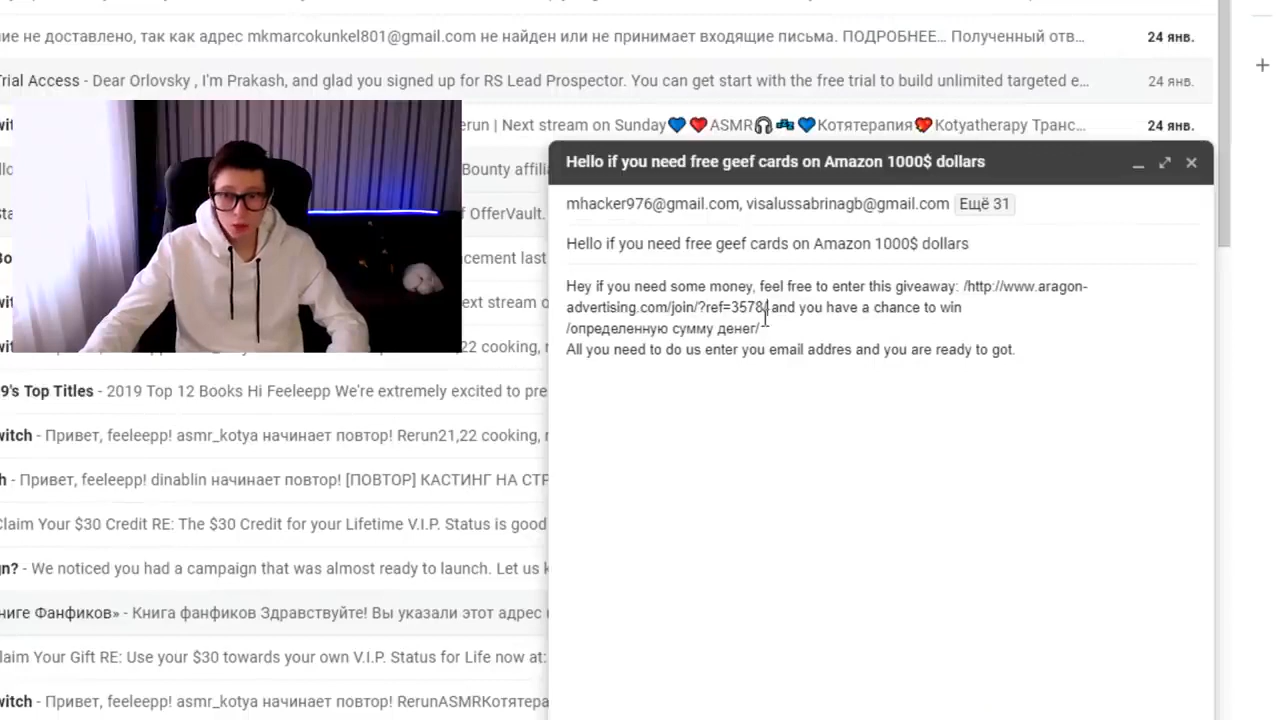 ние не доставлено, так как адрес mkmarcokunkel801@gmail.com не найден или не принимает входящие письма. ПОДРОБНЕЕ… Полученный отв… 24 янв.
Trial Access - Dear Orlovsky , I'm Prakash, and glad you signed up for RS Lead Prospector. You can get start with the free trial to build unlimited targeted e… 24 янв.
wit erun | Next stream on Sunday💙❤️ASMR🎧💤💙Котятерапия💖Kotyatherapy Транс… 24 янв.
Bounty affilia
Sta f OfferVault.
Bo ncement last
ext stream on
9's Top Titles - 2019 Top 12 Books Hi Feeleepp We're extremely excited to pre
witch - Привет, feeleepp! asmr_kotya начинает повтор! Rerun21,22 cooking, r
h - Привет, feeleepp! dinablin начинает повтор! [ПОВТОР] КАСТИНГ НА СТР
Claim Your $30 Credit RE: The $30 Credit for your Lifetime V.I.P. Status is good
gn? - We noticed you had a campaign that was almost ready to launch. Let us k
ниге Фанфиков» - Книга фанфиков Здравствуйте! Вы указали этот адрес
laim Your Gift RE: Use your $30 towards your own V.I.P. Status for Life now at:
witch - Привет, feeleepp! asmr_kotya начинает повтор! RerunASMRКотятера
Hello if you need free geef cards on Amazon 1000$ dollars
mhacker976@gmail.com, visalussabrinagb@gmail.com Ещё 31
Hello if you need free geef cards on Amazon 1000$ dollars
Hey if you need some money, feel free to enter this giveaway: /http://www.aragon-
advertising.com/join/?ref=3578/ and you have a chance to win
/определенную сумму денег/
All you need to do us enter you email addres and you are ready to got.